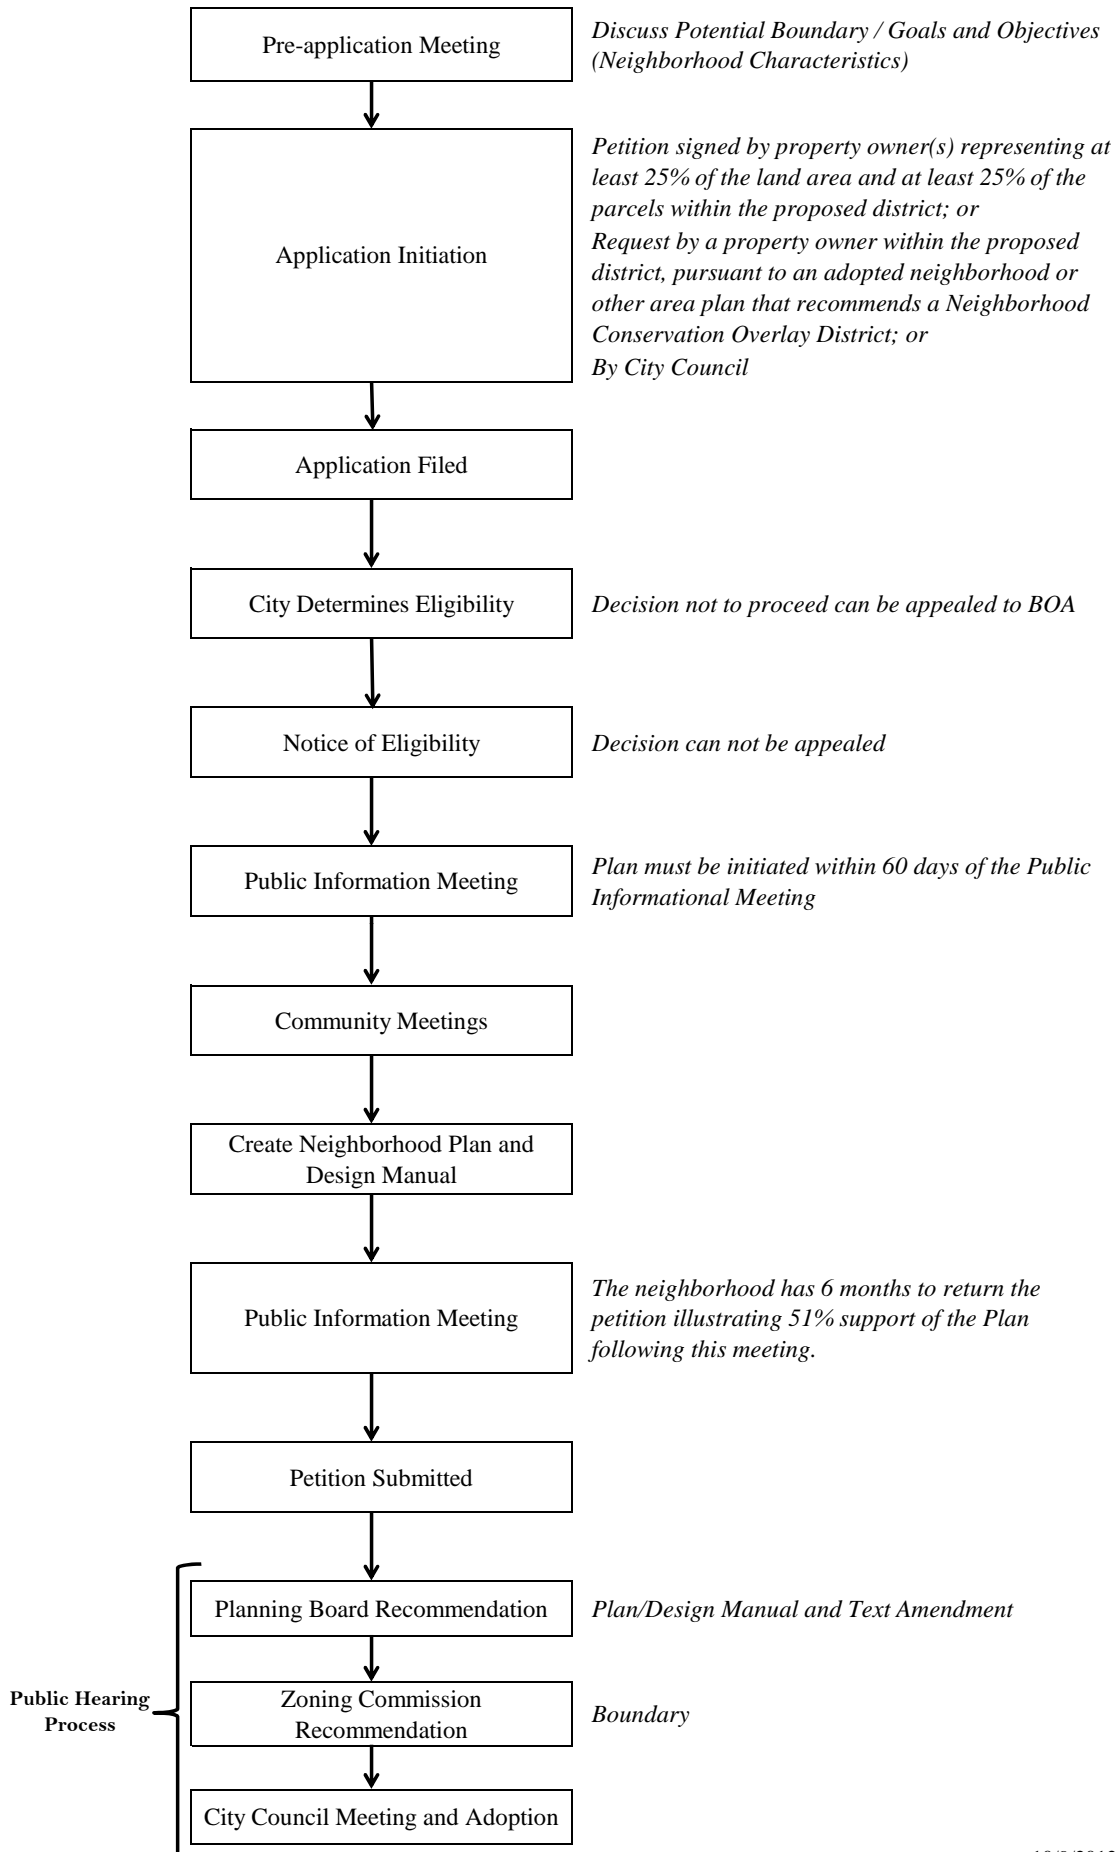 Pre-application Meeting
Discuss Potential Boundary / Goals and Objectives
(Neighborhood Characteristics)
Application Initiation
Petition signed by property owner(s) representing at
least 25% of the land area and at least 25% of the
parcels within the proposed district; or
Request by a property owner within the proposed
district, pursuant to an adopted neighborhood or
other area plan that recommends a Neighborhood
Conservation Overlay District; or
By City Council
Application Filed
City Determines Eligibility
Decision not to proceed can be appealed to BOA
Notice of Eligibility
Decision can not be appealed
Public Information Meeting
Plan must be initiated within 60 days of the Public
Informational Meeting
Community Meetings
Create Neighborhood Plan and
Design Manual
Public Information Meeting
The neighborhood has 6 months to return the
petition illustrating 51% support of the Plan
following this meeting.
Petition Submitted
Planning Board Recommendation
Plan/Design Manual and Text Amendment
Public Hearing
Process
Zoning Commission
Recommendation
Boundary
City Council Meeting and Adoption